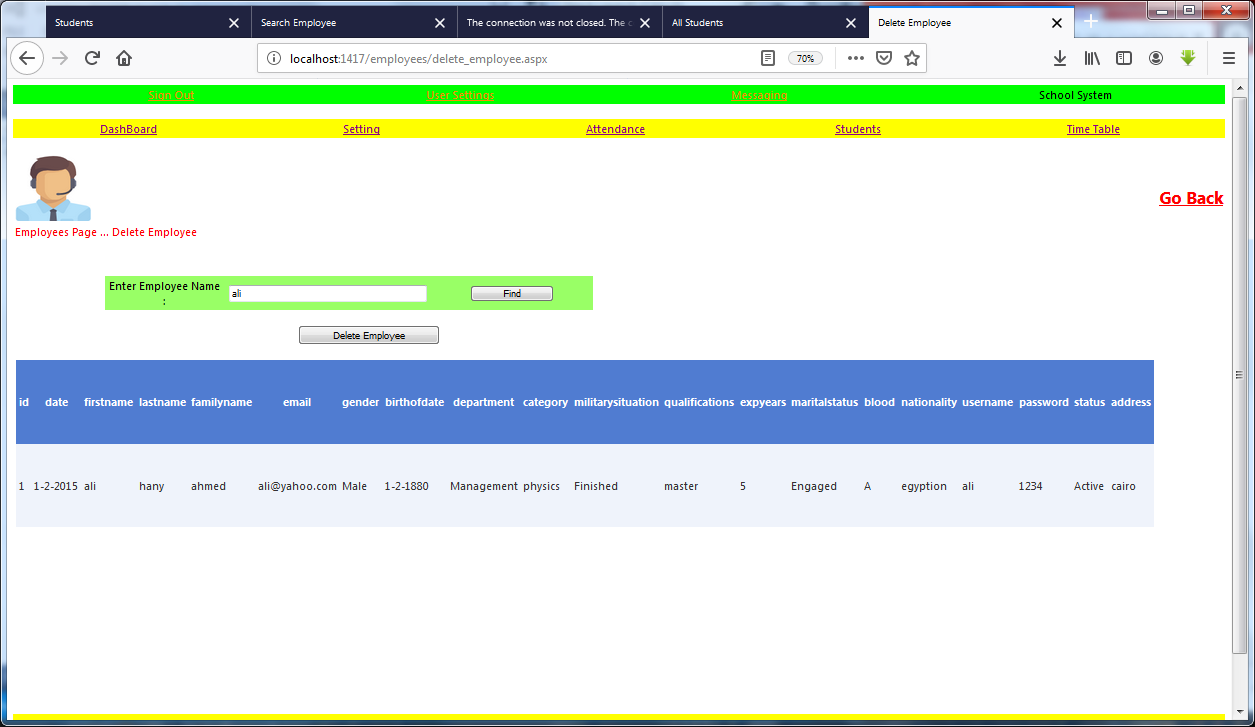 Students Search Employee The connection was not closed. The c All Students Delete Employee
localhost:1417/employees/delete_employee.aspx 70%
Sign Out User Settings Messaging School System
DashBoard Setting Attendance Students Time Table
Go Back
Employees Page ... Delete Employee
Enter Employee Name
: ali Find
Delete Employee
id date firstname lastname familyname email gender birthofdate department category militarysituation qualifications expyears maritalstatus blood nationality username password status address
1 1-2-2015 ali hany ahmed ali@yahoo.com Male 1-2-1880 Management physics Finished master 5 Engaged A egyption ali 1234 Active cairo